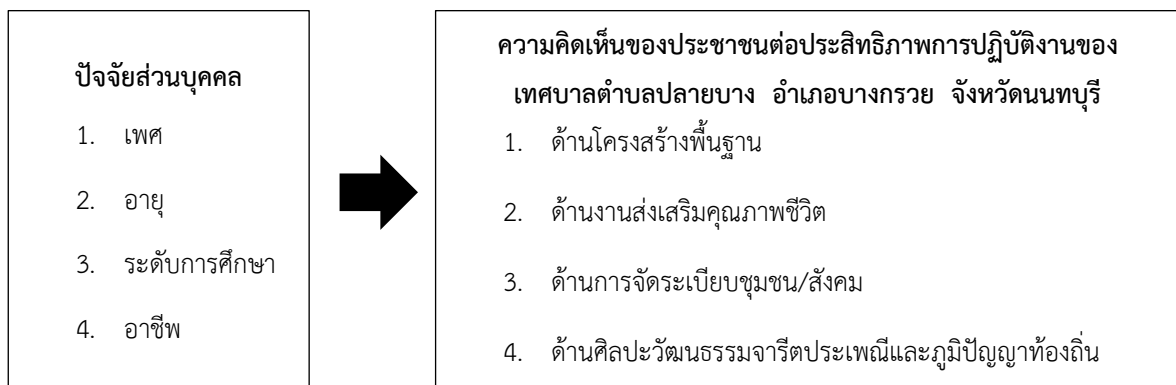 ปัจจัยส่วนบุคคล
1. เพศ
2. อายุ
3. ระดับการศึกษา
4. อาชีพ
ความคิดเห็นของประชาชนต่อประสิทธิภาพการปฏิบัติงานของ
เทศบาลตำบลปลายบาง อำเภอบางกรวย จังหวัดนนทบุรี
1. ด้านโครงสร้างพื้นฐาน
2. ด้านงานส่งเสริมคุณภาพชีวิต
3. ด้านการจัดระเบียบชุมชน/สังคม
4. ด้านศิลปะวัฒนธรรมจารีตประเพณีและภูมิปัญญาท้องถิ่น